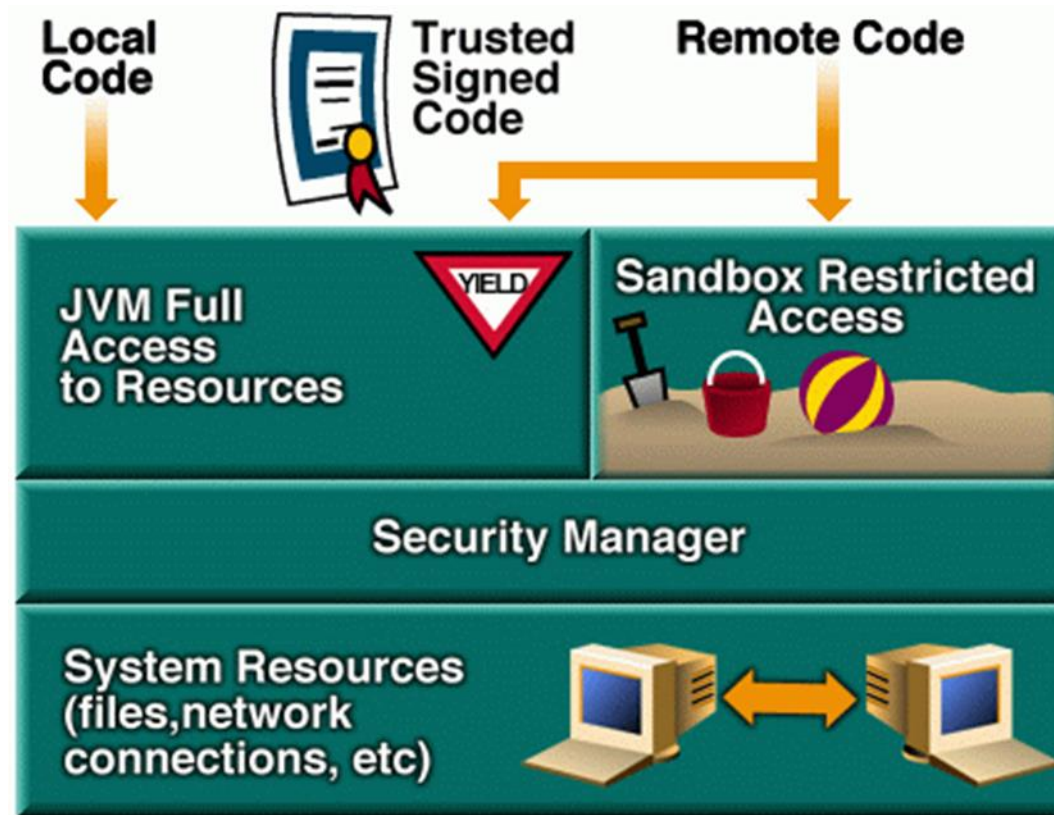 Local
Code
Trusted
Signed
Code
Remote Code
JVM Full
Access
to Resources
YIELD
Sandbox Restricted
Access
Security Manager
System Resources
(files,network
connections, etc)